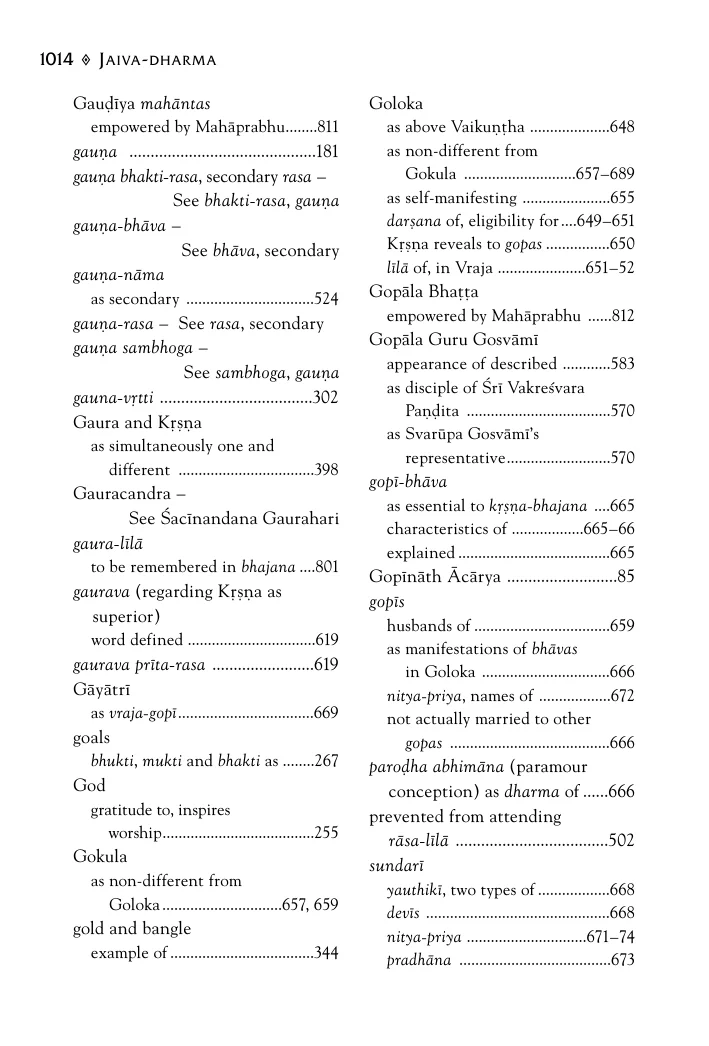 1014 ◈ Jaiva-dharma
Gauḍīya mahāntas
empowered by Mahāprabhu........811
gauṇa ..............................................181
gauṇa bhakti-rasa, secondary rasa –
See bhakti-rasa, gauṇa
gauṇa-bhāva –
See bhāva, secondary
gauṇa-nāma
as secondary ................................524
gauṇa-rasa – See rasa, secondary
gauṇa sambhoga –
See sambhoga, gauṇa
gauna-vṛtti ......................................302
Gaura and Kṛṣṇa
as simultaneously one and
different ..................................398
Gauracandra –
See Śacīnandana Gaurahari
gaura-līlā
to be remembered in bhajana ....801
gaurava (regarding Kṛṣṇa as
superior)
word defined ................................619
gaurava prīta-rasa ........................619
Gāyātrī
as vraja-gopī..................................669
goals
bhukti, mukti and bhakti as ........267
God
gratitude to, inspires
worship......................................255
Gokula
as non-different from
Goloka..............................657, 659
gold and bangle
example of ....................................344
Goloka
as above Vaikuṇṭha ....................648
as non-different from
Gokula ............................657–689
as self-manifesting ......................655
darṣana of, eligibility for....649–651
Kṛṣṇa reveals to gopas ................650
līlā of, in Vraja ......................651–52
Gopāla Bhaṭṭa
empowered by Mahāprabhu ......812
Gopāla Guru Gosvāmī
appearance of described ............583
as disciple of Śrī Vakreśvara
Paṇḍita ....................................570
as Svarūpa Gosvāmī’s
representative..........................570
gopī-bhāva
as essential to kṛṣṇa-bhajana ....665
characteristics of ..................665–66
explained......................................665
Gopīnāth Ācārya ..........................85
gopīs
husbands of ..................................659
as manifestations of bhāvas
in Goloka ................................666
nitya-priya, names of ..................672
not actually married to other
gopas ........................................666
paroḍha abhimāna (paramour
conception) as dharma of ......666
prevented from attending
rāsa-līlā ....................................502
sundarī
yauthikī, two types of ..................668
devīs ..............................................668
nitya-priya ..............................671–74
pradhāna ......................................673